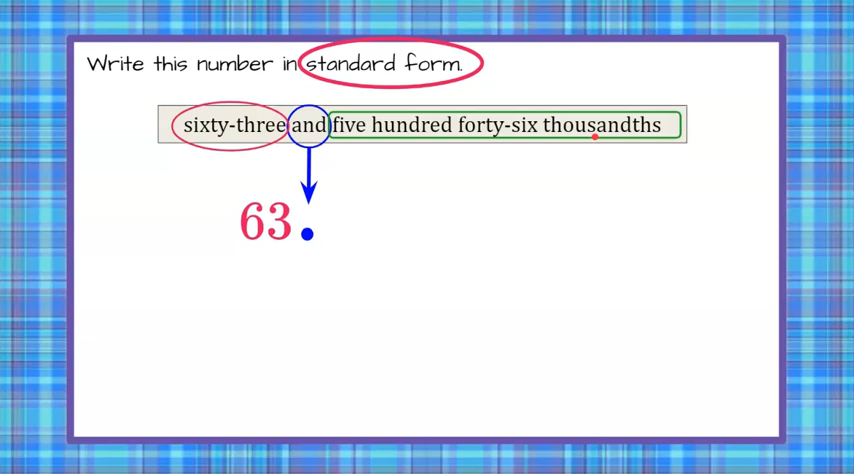 Write this number in standard form.
sixty-three and five hundred forty-six thousandths
63.